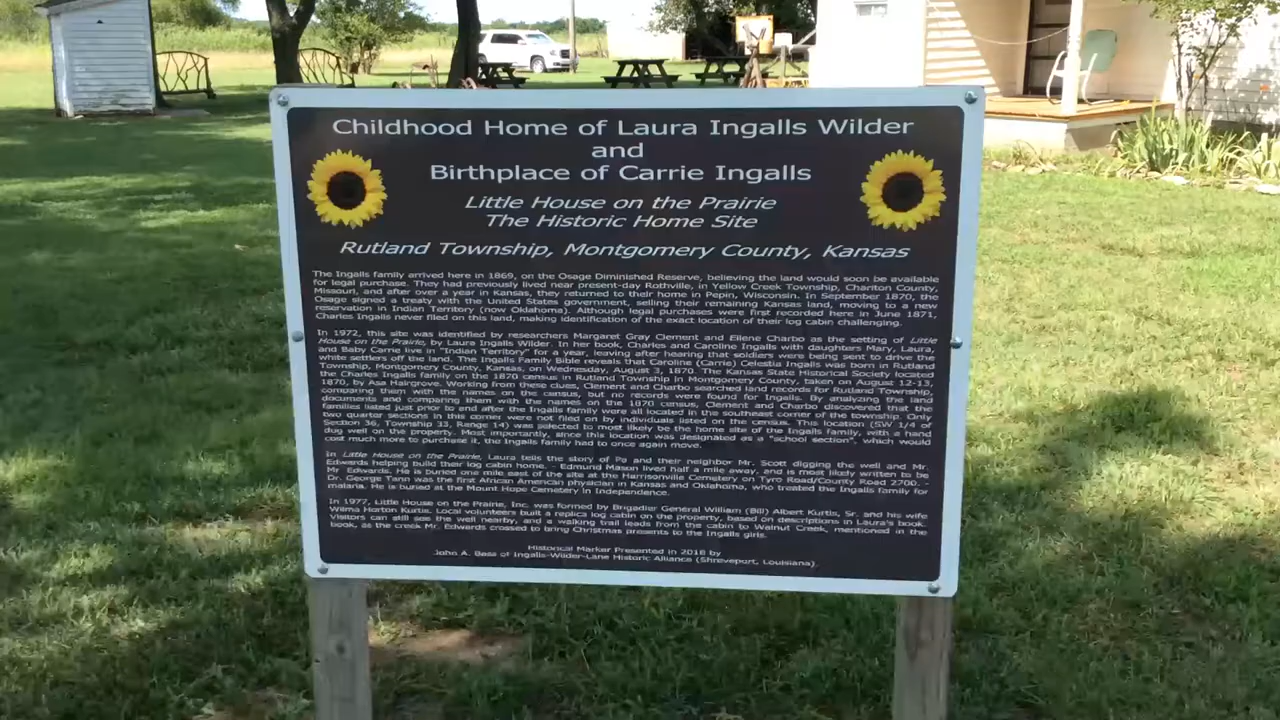 Childhood Home of Laura Ingalls Wilder
and
Birthplace of Carrie Ingalls
Little House on the Prairie
The Historic Home Site
Rutland Township, Montgomery County, Kansas
The Ingalls family arrived here in 1869, on the Osage Diminished Reserve, believing the land would soon be available
for legal purchase. They had previously lived near present-day Rothville, in Yellow Creek Township, Chariton County,
Missouri, and after over a year in Kansas, they returned to their home in Pepin, Wisconsin. In September 1870, the
Osage signed a treaty with the United States government, selling their remaining Kansas land, moving to a new
reservation in Indian Territory (now Oklahoma). Although legal purchases were first recorded here in June 1871,
Charles Ingalls never filed on this land, making identification of the exact location of their log cabin challenging.
In 1972, this site was identified by researchers Margaret Gray Clement and Eilene Charbo as the setting of Little
House on the Prairie, by Laura Ingalls Wilder. In her book, Charles and Caroline Ingalls with daughters Mary, Laura,
and Baby Carrie live in "Indian Territory" for a year, leaving after hearing that soldiers were being sent to drive the
white settlers off the land. The Ingalls Family Bible reveals that Caroline (Carrie) Celestia Ingalls was born in Rutland
Township, Montgomery County, Kansas, on Wednesday, August 3, 1870. The Kansas State Historical Society located
the Charles Ingalls family on the 1870 census in Rutland Township in Montgomery County, taken on August 12-13,
1870, by Asa Hairgrove. Working from these clues, Clement and Charbo searched land records for Rutland Township,
comparing them with the names on the census, but no records were found for Ingalls. By analyzing the land
documents and comparing them with the names on the 1870 census, Clement and Charbo discovered that the
families listed just prior to and after the Ingalls family were all located in the southeast corner of the township. Only
two quarter sections in this corner were not filed on by individuals listed on the census. This location (SW 1/4 of
Section 36, Township 33, Range 14) was selected to most likely be the home site of the Ingalls family, with a hand
dug well on the property. Most importantly, since this location was designated as a "school section", which would
cost much more to purchase it, the Ingalls family had to once again move.
In Little House on the Prairie, Laura tells the story of Pa and their neighbor Mr. Scott digging the well and Mr.
Edwards helping build their log cabin home. - Edmund Mason lived half a mile away, and is most likely written to be
Mr. Edwards. He is buried one mile east of the site at the Harrisonville Cemetery on Tyro Road/County Road 2700. -
Dr. George Tann was the first African American physician in Kansas and Oklahoma, who treated the Ingalls family for
malaria. He is buried at the Mount Hope Cemetery in Independence.
In 1977, Little House on the Prairie, Inc. was formed by Brigadier General William (Bill) Albert Kurtis, Sr. and his wife
Wilma Horton Kurtis. Local volunteers built a replica log cabin on the property, based on descriptions in Laura's book.
Visitors can still see the well nearby, and a walking trail leads from the cabin to Walnut Creek, mentioned in the
book, as the creek Mr. Edwards crossed to bring Christmas presents to the Ingalls girls.
Historical Marker Presented in 2018 by
John A. Bass of Ingalls-Wilder-Lane Historic Alliance (Shreveport, Louisiana)